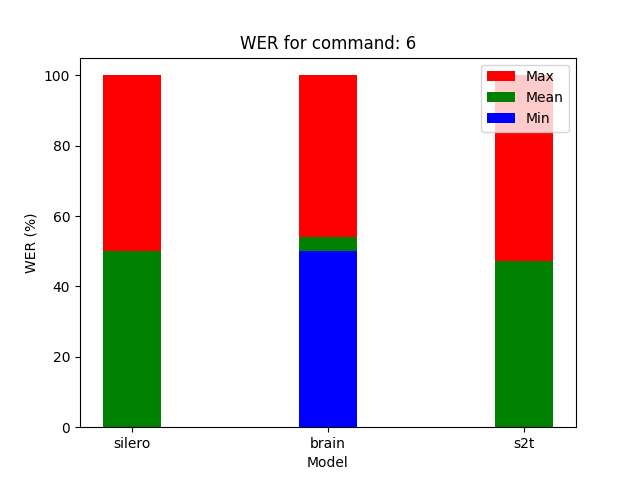 WER for command: 6
Max
Mean
Min
100
80
60
40
20
0
WER (%)
silero
brain
s2t
Model